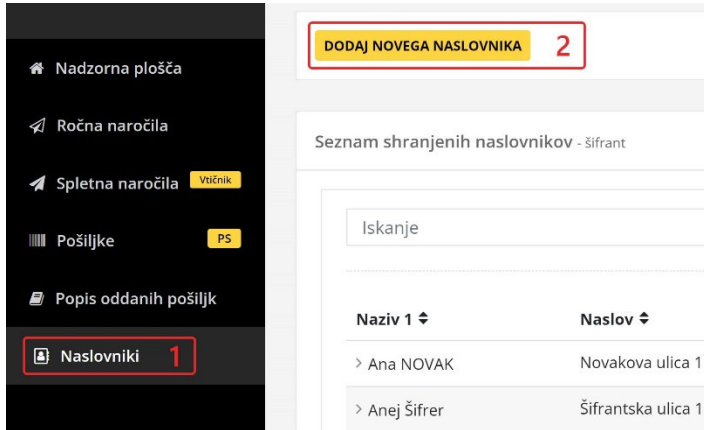 Nadzorna plošča
Ročna naročila
Spletna naročila Vtičnik
Pošiljke PS
Popis oddanih pošiljk
Naslovniki 1
DODAJ NOVEGA NASLOVNIKA 2
Seznam shranjenih naslovnikov - šifrant
Iskanje
Naziv 1 Naslov
Ana NOVAK Novakova ulica 1
Anej Šifrer Šifrantska ulica 1